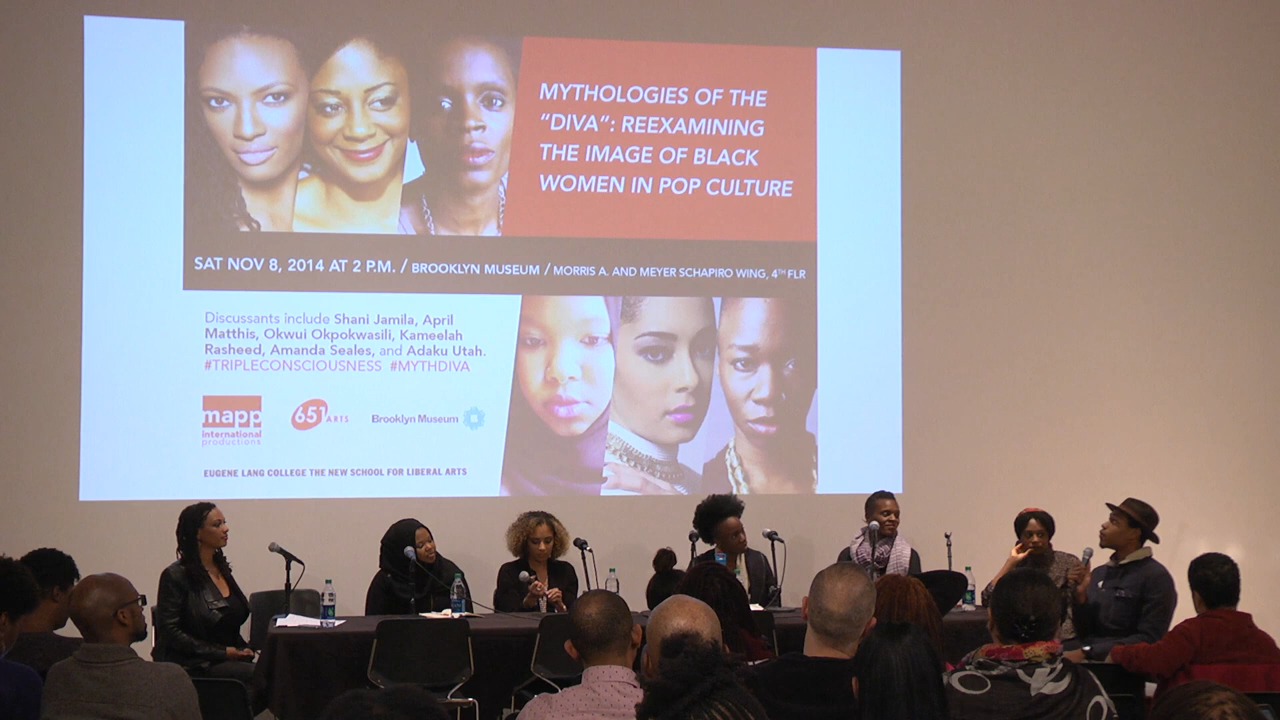 MYTHOLOGIES OF THE
"DIVA": REEXAMINING
THE IMAGE OF BLACK
WOMEN IN POP CULTURE
SAT NOV 8, 2014 AT 2 P.M. / BROOKLYN MUSEUM / MORRIS A. AND MEYER SCHAPIRO WING, 4TH FLR
Discussants include Shani Jamila, April
Matthis, Okwui Okpokwasili, Kameelah
Rasheed, Amanda Seales, and Adaku Utah.
#TRIPLECONSCIOUSNESS #MYTHDIVA
mapp
international
productions
651 ARTS
Brooklyn Museum
EUGENE LANG COLLEGE THE NEW SCHOOL FOR LIBERAL ARTS